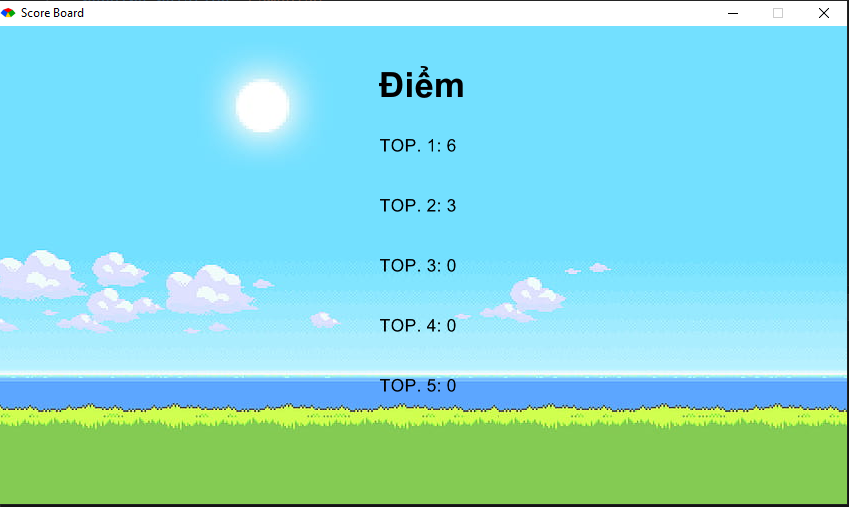 Score Board
Điểm
TOP. 1: 6
TOP. 2: 3
TOP. 3: 0
TOP. 4: 0
TOP. 5: 0